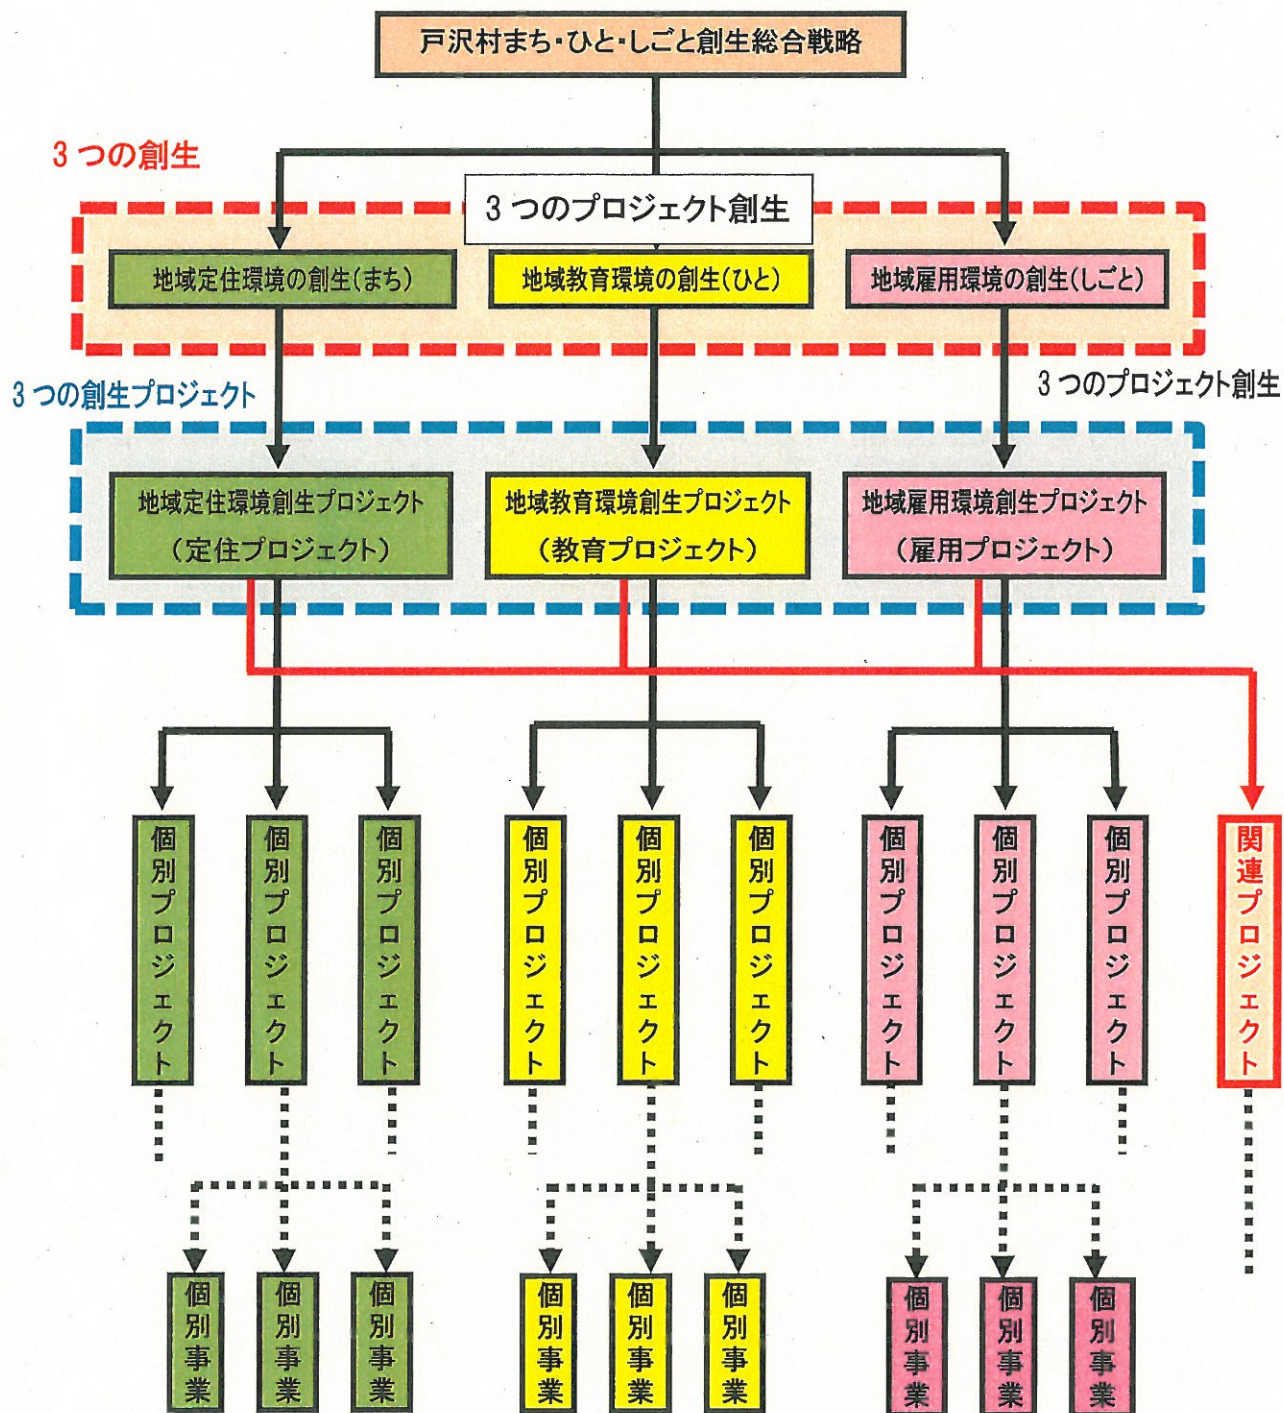 戸沢村まち・ひと・しごと創生総合戦略
3つの創生
3つのプロジェクト創生
地域定住環境の創生(まち)
地域教育環境の創生(ひと)
地域雇用環境の創生(しごと)
3つの創生プロジェクト
3つのプロジェクト創生
地域定住環境創生プロジェクト
(定住プロジェクト)
地域教育環境創生プロジェクト
(教育プロジェクト)
地域雇用環境創生プロジェクト
(雇用プロジェクト)
個別プロジェクト
個別プロジェクト
個別プロジェクト
個別プロジェクト
個別プロジェクト
個別プロジェクト
個別プロジェクト
個別プロジェクト
個別プロジェクト
関連プロジェクト
個別事業
個別事業
個別事業
個別事業
個別事業
個別事業
個別事業
個別事業
個別事業